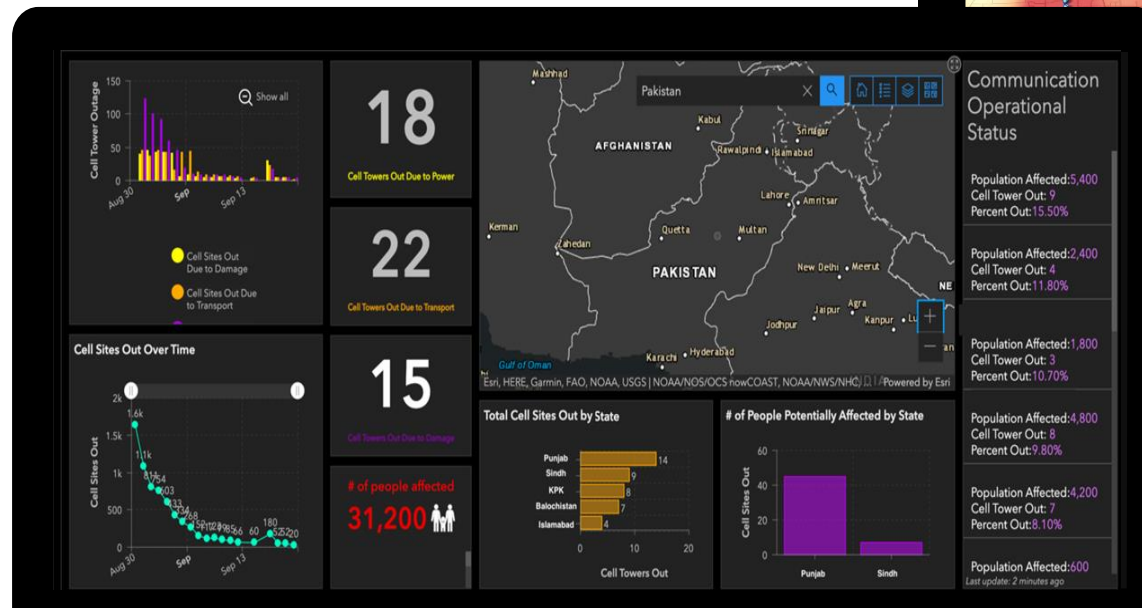 150
100
50
0
Cell Tower Outage
Show all
Aug 30
Sep
Sep 13
Cell Sites Out
Due to Damage
Cell Sites Out Due
to Transport
18
Cell Towers Out Due to Power
22
Cell Towers Out Due to Transport
15
Cell Towers Out Due to Damage
# of people affected
31,200
Cell Sites Out Over Time
2k
1.5k
1k
500
0
Cell Sites Out
1.6k
1.1k
754
603
268
66
60
180
20
Aug 30
Sep
Sep 13
Pakistan
Mashhad
Kabul
Srinagar
AFGHANISTAN
Rawalpindi
Islamabad
Lahore
Amritsar
Kerman
Zahedan
Quetta
Multan
PAKISTAN
New Delhi
Meerut
NE
Jaipur
Agra
Kanpur
Jodhpur
Karachi
Hyderabad
Gulf of Oman
Esri, HERE, Garmin, FAO, NOAA, USGS | NOAA/NOS/OCS nowCOAST, NOAA/NWS/NHC,
Powered by Esri
Total Cell Sites Out by State
Punjab
14
Sindh
9
KPK
8
Balochistan
7
Islamabad
4
0
10
20
Cell Towers Out
# of People Potentially Affected by State
60
40
20
0
Cell Sites Out
Punjab
Sindh
Communication
Operational
Status
Population Affected:5,400
Cell Tower Out: 9
Percent Out:15.50%
Population Affected:2,400
Cell Tower Out: 4
Percent Out:11.80%
Population Affected:1,800
Cell Tower Out: 3
Percent Out:10.70%
Population Affected:4,800
Cell Tower Out: 8
Percent Out:9.80%
Population Affected:4,200
Cell Tower Out: 7
Percent Out:8.10%
Population Affected:600
Last update: 2 minutes ago